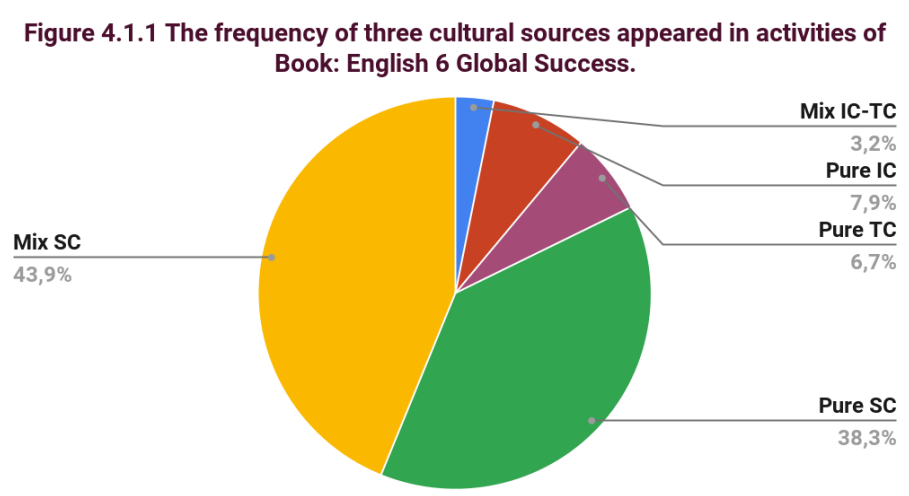 Figure 4.1.1 The frequency of three cultural sources appeared in activities of
Book: English 6 Global Success.
Mix IC-TC
3,2%
Pure IC
7,9%
Pure TC
6,7%
Mix SC
43,9%
Pure SC
38,3%